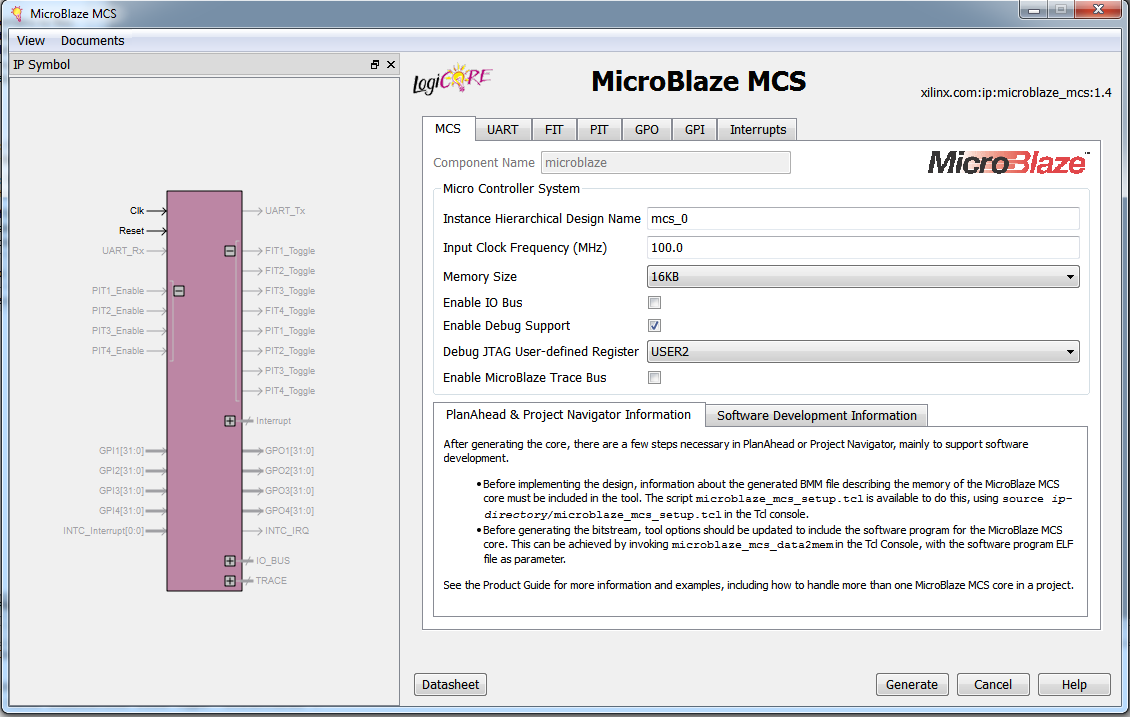 MicroBlaze MCS
View Documents
IP Symbol
Clk
Reset
UART_Rx
PIT1_Enable
PIT2_Enable
PIT3_Enable
PIT4_Enable
GPI1[31:0]
GPI2[31:0]
GPI3[31:0]
GPI4[31:0]
INTC_Interrupt[0:0]
UART_Tx
FIT1_Toggle
FIT2_Toggle
FIT3_Toggle
FIT4_Toggle
PIT1_Toggle
PIT2_Toggle
PIT3_Toggle
PIT4_Toggle
Interrupt
GPO1[31:0]
GPO2[31:0]
GPO3[31:0]
GPO4[31:0]
INTC_IRQ
IO_BUS
TRACE
LogiCORE
MicroBlaze MCS
xilinx.com:ip:microblaze_mcs:1.4
MCS UART FIT PIT GPO GPI Interrupts
Component Name microblaze
MicroBlaze
Micro Controller System
Instance Hierarchical Design Name mcs_0
Input Clock Frequency (MHz) 100.0
Memory Size 16KB
Enable IO Bus
Enable Debug Support
Debug JTAG User-defined Register USER2
Enable MicroBlaze Trace Bus
PlanAhead & Project Navigator Information Software Development Information
After generating the core, there are a few steps necessary in PlanAhead or Project Navigator, mainly to support software
development.
•Before implementing the design, information about the generated BMM file describing the memory of the MicroBlaze MCS
core must be included in the tool. The script microblaze_mcs_setup.tcl is available to do this, using source ip-
directory/microblaze_mcs_setup.tcl in the Tcl console.
•Before generating the bitstream, tool options should be updated to include the software program for the MicroBlaze MCS
core. This can be achieved by invoking microblaze_mcs_data2mem in the Tcl Console, with the software program ELF
file as parameter.
See the Product Guide for more information and examples, including how to handle more than one MicroBlaze MCS core in a project.
Datasheet Generate Cancel Help